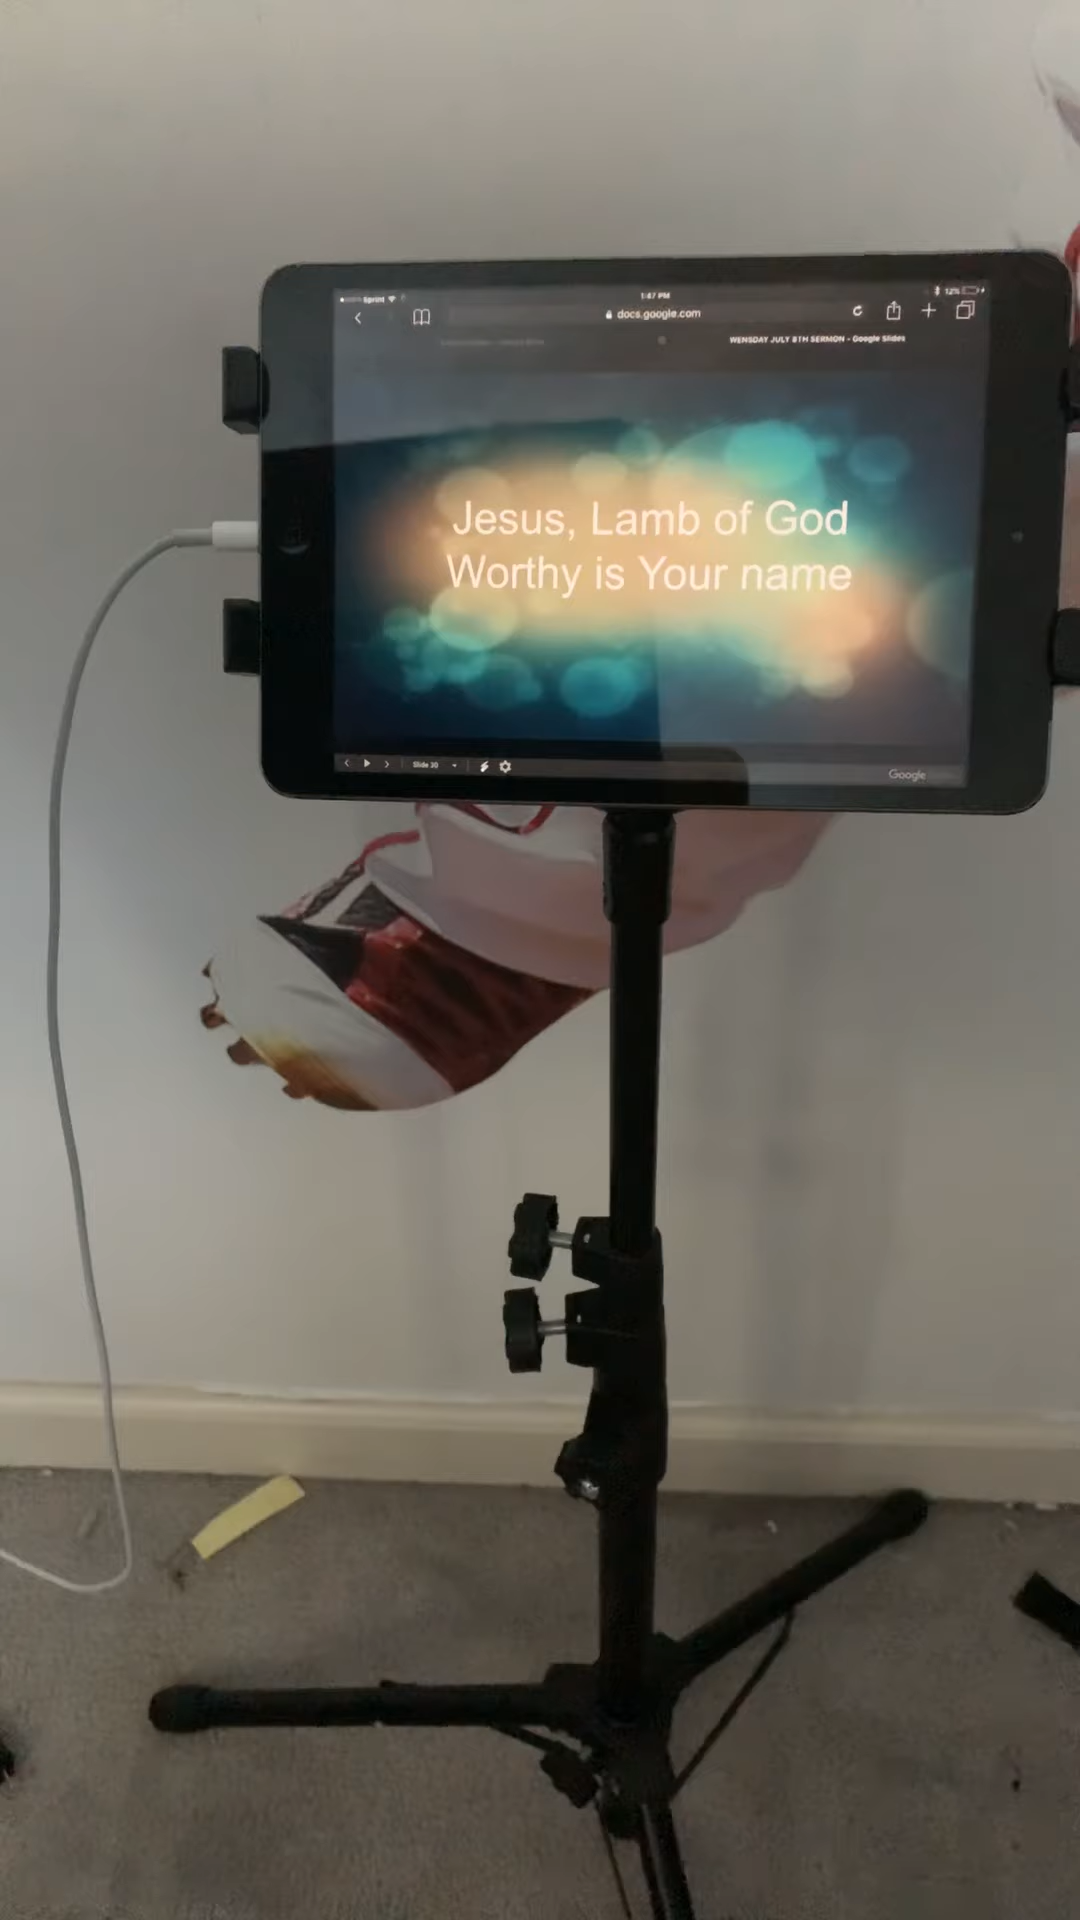 Sprint
1:47 PM
12%
docs.google.com
WENSDAY JULY 8TH SERMON - Google Slides
Jesus, Lamb of God
Worthy is Your name
Slide 30
Google